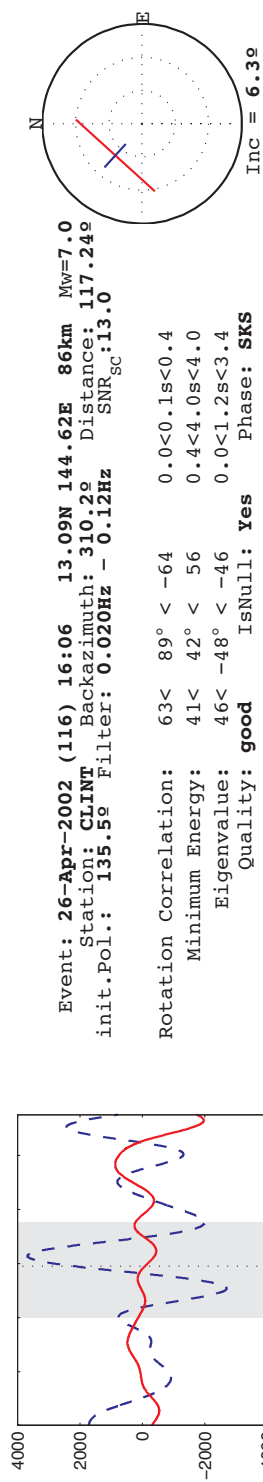 Event: 26-Apr-2002 (116) 16:06 13.09N 144.62E 86km Mw=7.0
Station: CLINT Backazimuth: 310.2º Distance: 117.24º
init.Pol.: 135.5º Filter: 0.020Hz - 0.12Hz SNRSC:13.0
Rotation Correlation: 63< 89° < -64 0.0<0.1s<0.4
Minimum Energy: 41< 42° < 56 0.4<4.0s<4.0
Eigenvalue: 46< -48° < -46 0.0<1.2s<3.4
Quality: good IsNull: Yes Phase: SKS
N
E
Inc = 6.3º
4000
2000
0
-2000